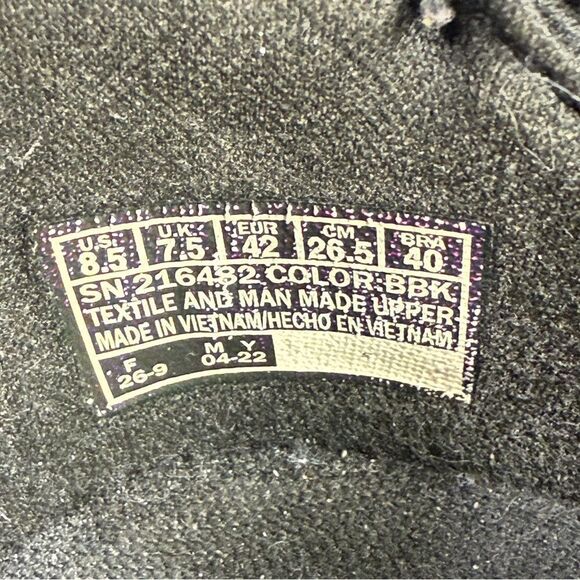 U.S. U.K. EUR CM BRA
8.5 7.5 42 26.5 40
SN 216482 COLOR:BBK
TEXTILE AND MAN MADE UPPER
MADE IN VIETNAM/HECHO EN VIETNAM
F M Y
26-9 04-22